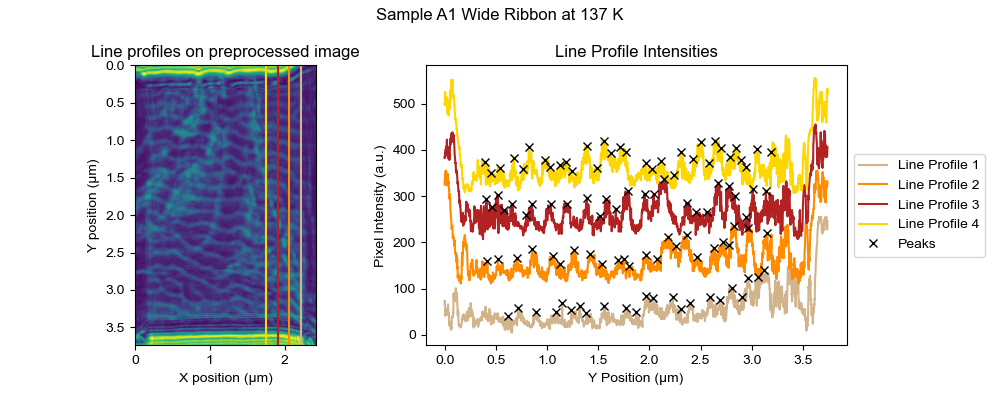 Sample A1 Wide Ribbon at 137 K
Line profiles on preprocessed image
0.0
0.5
1.0
1.5
2.0
2.5
3.0
3.5
Y position (μm)
0
1
2
X position (μm)
Line Profile Intensities
500
400
300
200
100
0
Pixel Intensity (a.u.)
0.0
0.5
1.0
1.5
2.0
2.5
3.0
3.5
Y Position (μm)
Line Profile 1
Line Profile 2
Line Profile 3
Line Profile 4
Peaks